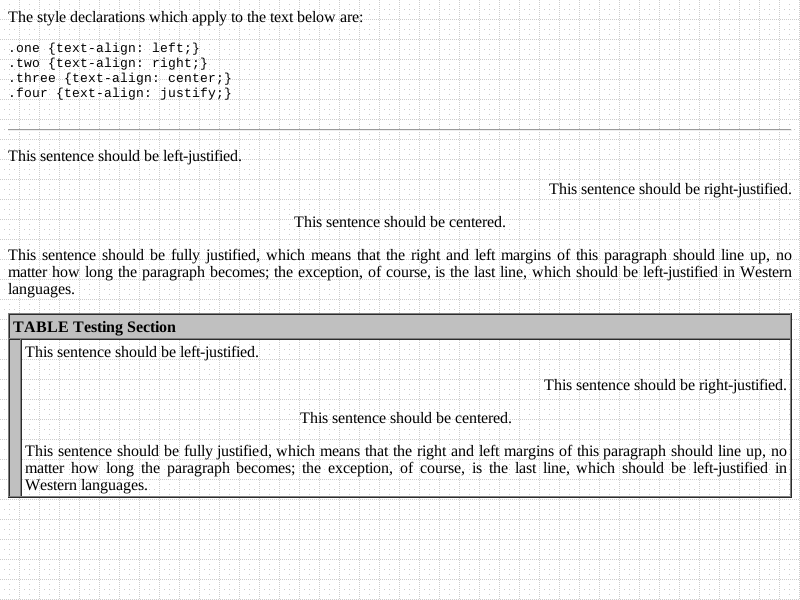 The style declarations which apply to the text below are:
.one {text-align: left;}
.two {text-align: right;}
.three {text-align: center;}
.four {text-align: justify;}
This sentence should be left-justified.
This sentence should be right-justified.
This sentence should be centered.
This sentence should be fully justified, which means that the right and left margins of this paragraph should line up, no
matter how long the paragraph becomes; the exception, of course, is the last line, which should be left-justified in Western
languages.
TABLE Testing Section
This sentence should be left-justified.
This sentence should be right-justified.
This sentence should be centered.
This sentence should be fully justified, which means that the right and left margins of this paragraph should line up, no
matter how long the paragraph becomes; the exception, of course, is the last line, which should be left-justified in
Western languages.